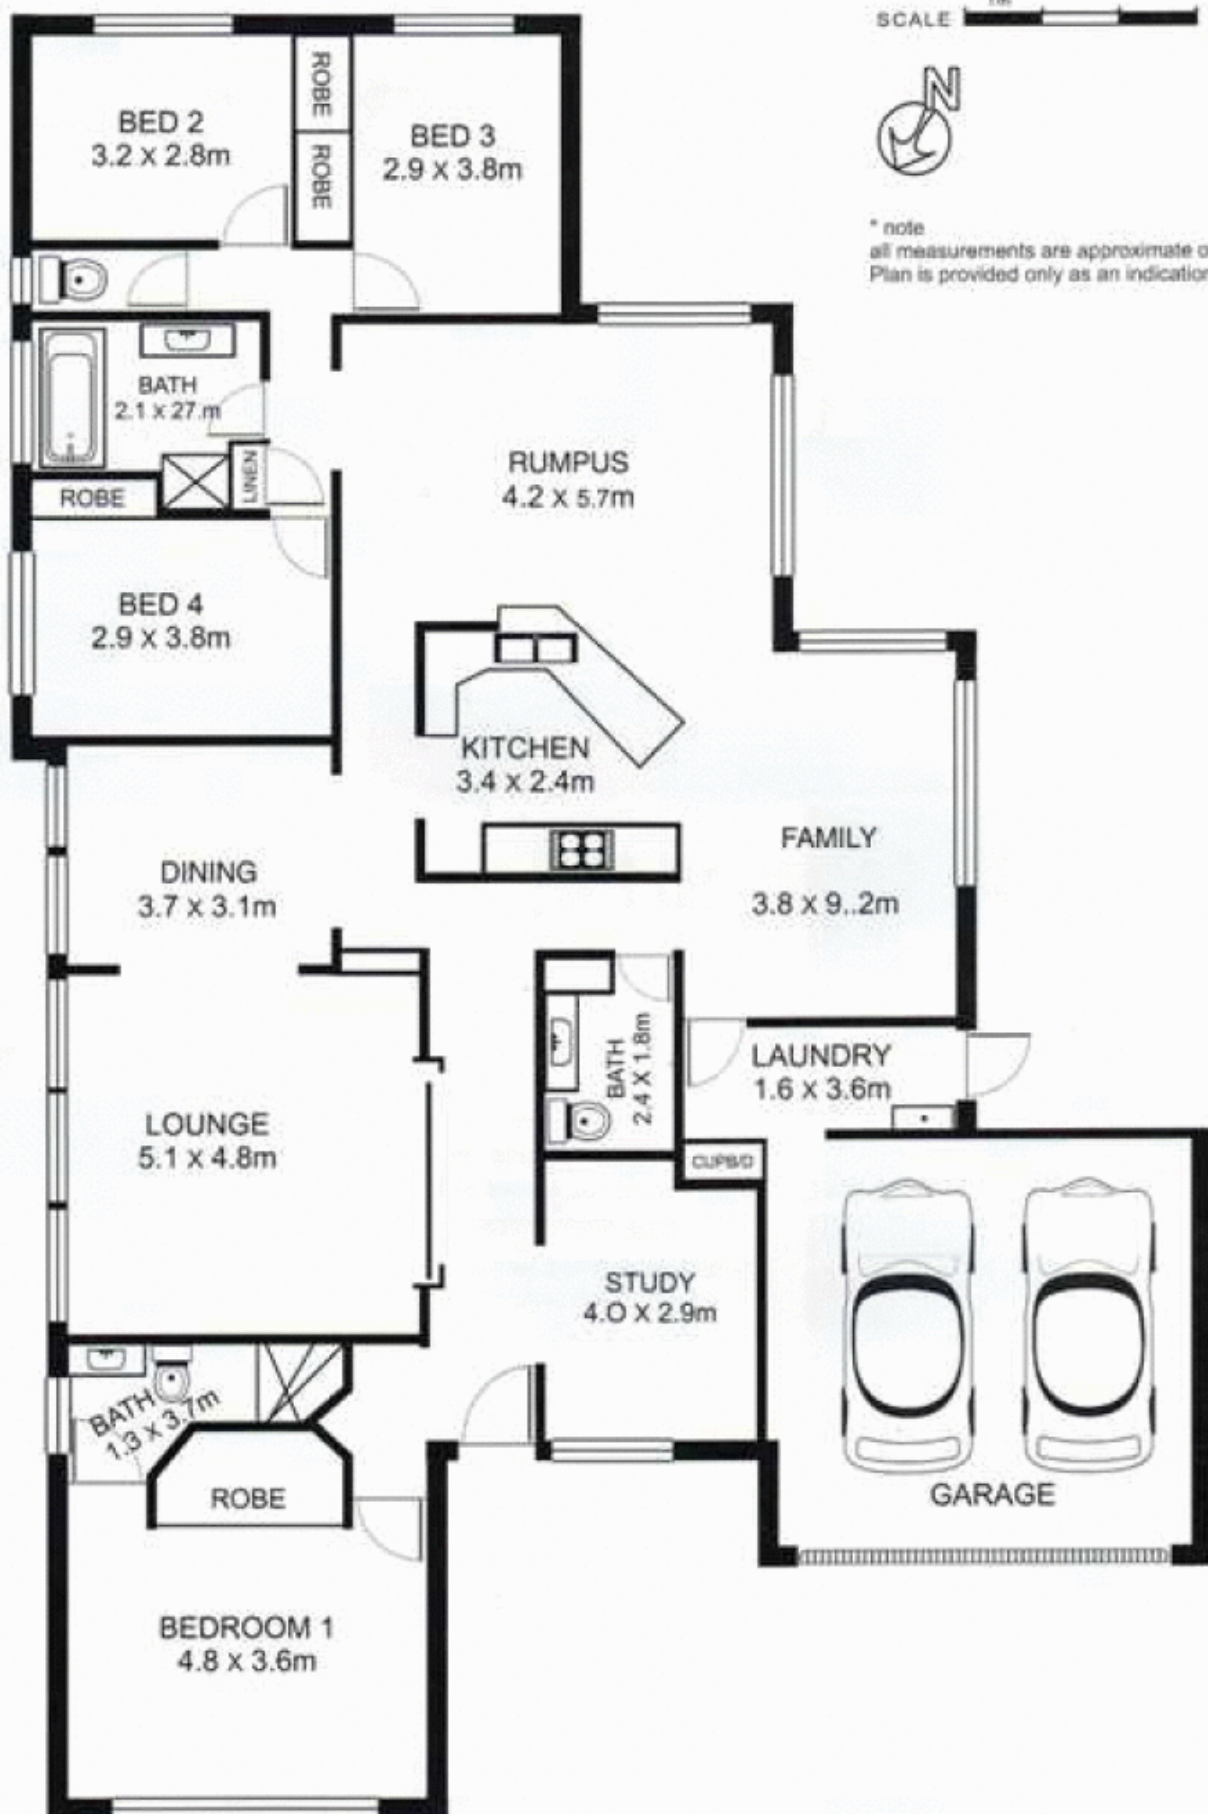 SCALE
1m
N
* note
all measurements are approximate o
Plan is provided only as an indication
BED 2
3.2 X 2.8m
ROBE
ROBE
BED 3
2.9 X 3.8m
BATH
2.1 X 27.m
LINEN
ROBE
RUMPUS
4.2 X 5.7m
BED 4
2.9 X 3.8m
KITCHEN
3.4 X 2.4m
FAMILY
3.8 X 9..2m
DINING
3.7 X 3.1m
BATH
2.4 X 1.8m
LAUNDRY
1.6 X 3.6m
LOUNGE
5.1 X 4.8m
CUPB/D
STUDY
4.O X 2.9m
BATH
1.3 X 3.7m
ROBE
GARAGE
BEDROOM 1
4.8 X 3.6m